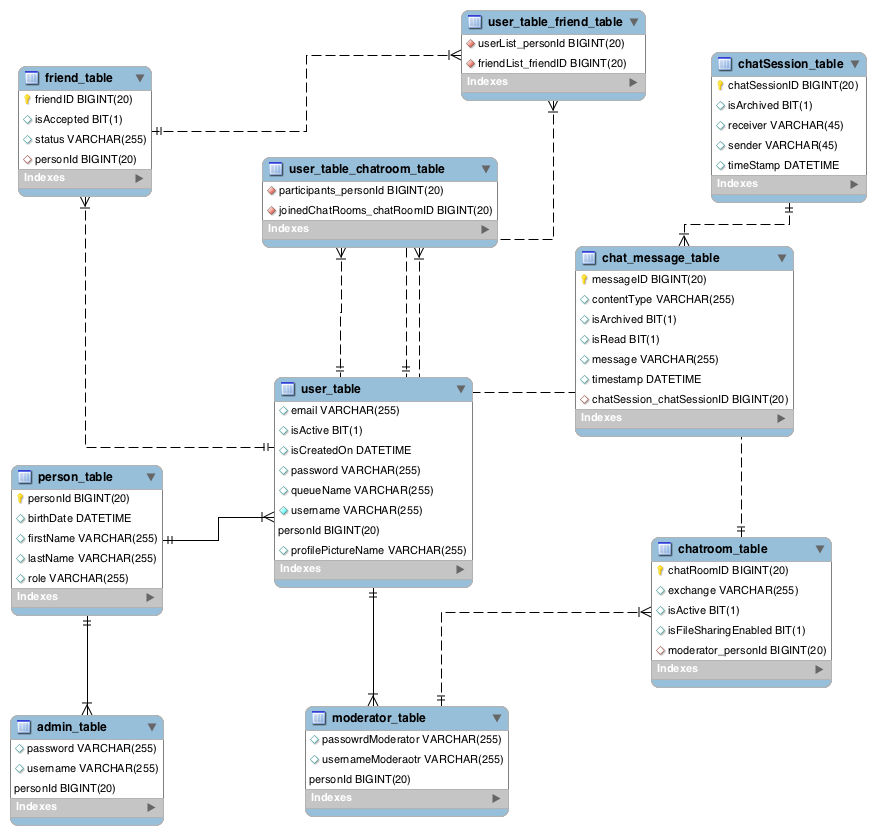 user_table_friend_table
userList_personId BIGINT(20)
friendList_friendID BIGINT(20)
Indexes
friend_table
friendID BIGINT(20)
isAccepted BIT(1)
status VARCHAR(255)
personId BIGINT(20)
Indexes
chatSession_table
chatSessionID BIGINT(20)
isArchived BIT(1)
receiver VARCHAR(45)
sender VARCHAR(45)
timeStamp DATETIME
Indexes
user_table_chatroom_table
participants_personId BIGINT(20)
joinedChatRooms_chatRoomID BIGINT(20)
Indexes
chat_message_table
messageID BIGINT(20)
contentType VARCHAR(255)
isArchived BIT(1)
isRead BIT(1)
message VARCHAR(255)
timestamp DATETIME
chatSession_chatSessionID BIGINT(20)
Indexes
user_table
email VARCHAR(255)
isActive BIT(1)
isCreatedOn DATETIME
password VARCHAR(255)
queueName VARCHAR(255)
username VARCHAR(255)
personId BIGINT(20)
profilePictureName VARCHAR(255)
Indexes
person_table
personId BIGINT(20)
birthDate DATETIME
firstName VARCHAR(255)
lastName VARCHAR(255)
role VARCHAR(255)
Indexes
chatroom_table
chatRoomID BIGINT(20)
exchange VARCHAR(255)
isActive BIT(1)
isFileSharingEnabled BIT(1)
moderator_personId BIGINT(20)
Indexes
admin_table
password VARCHAR(255)
username VARCHAR(255)
personId BIGINT(20)
Indexes
moderator_table
passowrdModerator VARCHAR(255)
usernameModeraotr VARCHAR(255)
personId BIGINT(20)
Indexes